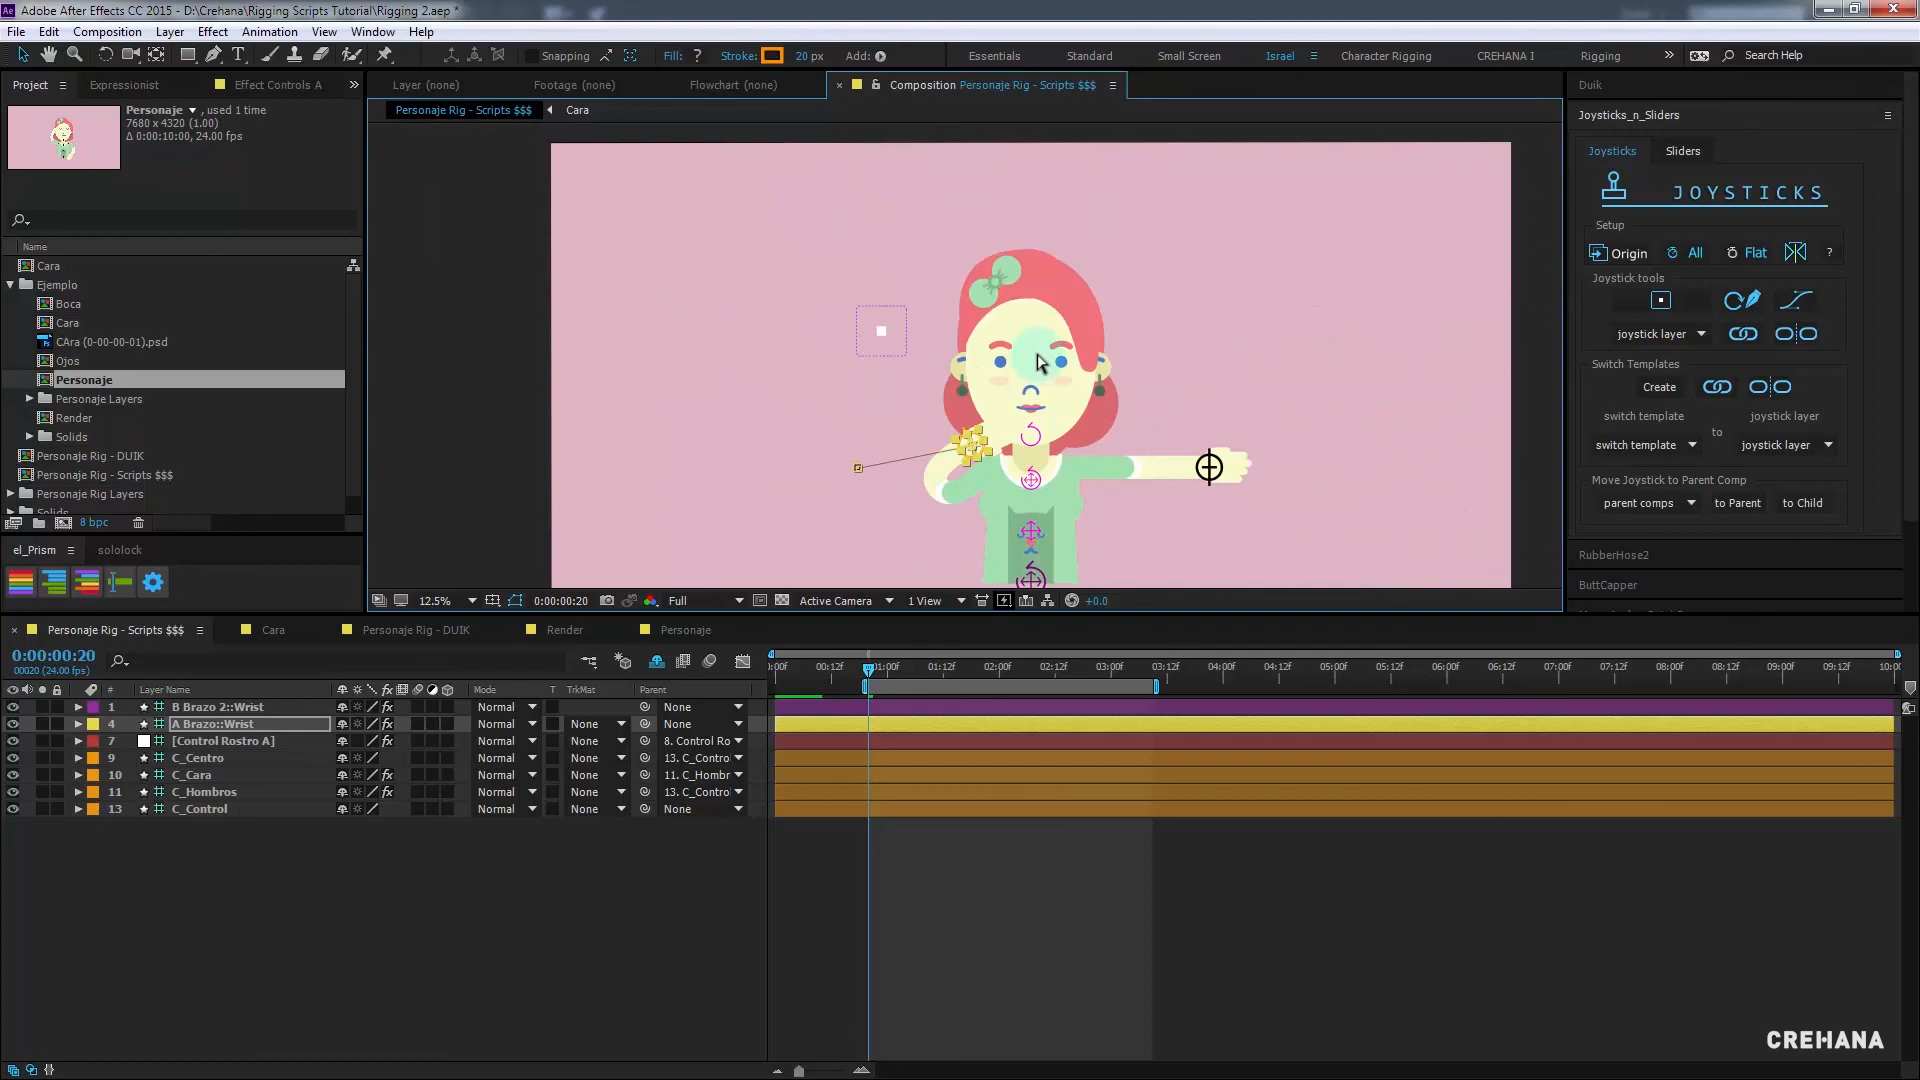 Adobe After Effects CC 2015 - D:\Crehana\Rigging Scripts Tutorial\Rigging 2.aep *
File Edit Composition Layer Effect Animation View Window Help
Snapping Fill: ? Stroke: 20 px Add: Essentials Standard Small Screen Israel Character Rigging CREHANA I Rigging Search Help
Project Expressionist Effect Controls A
Layer (none) Footage (none) Flowchart (none) Composition Personaje Rig - Scripts $$$
Duik
Personaje Rig - Scripts $$$ Cara
Personaje , used 1 time
7680 x 4320 (1.00)
Δ 0:00:10:00, 24.00 fps
Name
Cara
Ejemplo
Boca
Cara
CAra (0-00-00-01).psd
Ojos
Personaje
Personaje Layers
Render
Solids
Personaje Rig - DUIK
Personaje Rig - Scripts $$$
Personaje Rig Layers
8 bpc
el_Prism sololock
Joysticks_n_Sliders
Joysticks Sliders
JOYSTICKS
Setup
Origin All Flat ?
Joystick tools
joystick layer
Switch Templates
Create
switch template joystick layer
to
switch template joystick layer
Move Joystick to Parent Comp
parent comps to Parent to Child
RubberHose2
ButtCapper
12.5% 0:00:00:20 Full Active Camera 1 View +0.0
Personaje Rig - Scripts $$$ Cara Personaje Rig - DUIK Render Personaje
0:00:00:20
00020 (24.00 fps)
:00f 00:12f 01:00f 01:12f 02:00f 02:12f 03:00f 03:12f 04:00f 04:12f 05:00f 05:12f 06:00f 06:12f 07:00f 07:12f 08:00f 08:12f 09:00f 09:12f 10:00
# Layer Name Mode T TrkMat Parent
1 B Brazo 2::Wrist Normal None
4 A Brazo::Wrist Normal None None
7 [Control Rostro A] Normal None 8. Control Ro
9 C_Centro Normal None 13. C_Control
10 C_Cara Normal None 11. C_Hombr
11 C_Hombros Normal None 13. C_Control
13 C_Control Normal None None
CREHANA